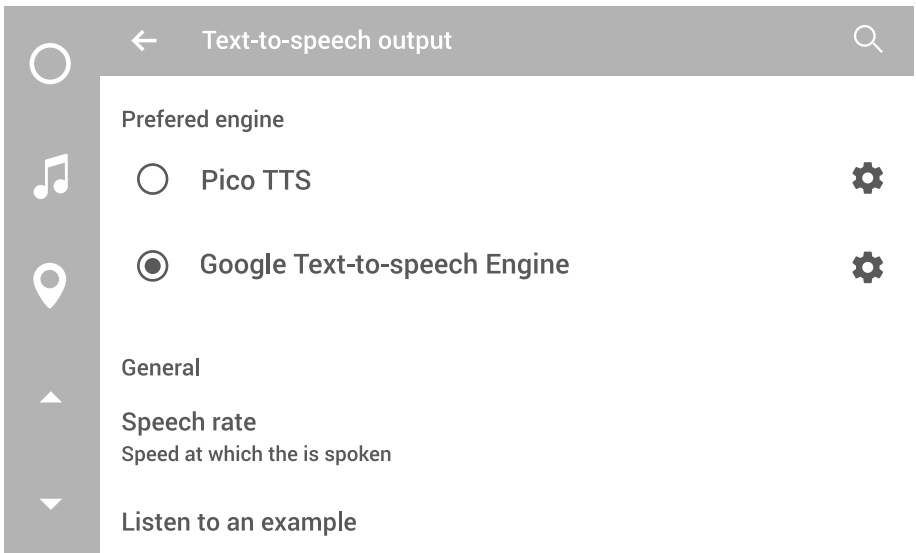 Text-to-speech output
Prefered engine
Pico TTS
Google Text-to-speech Engine
General
Speech rate
Speed at which the is spoken
Listen to an example